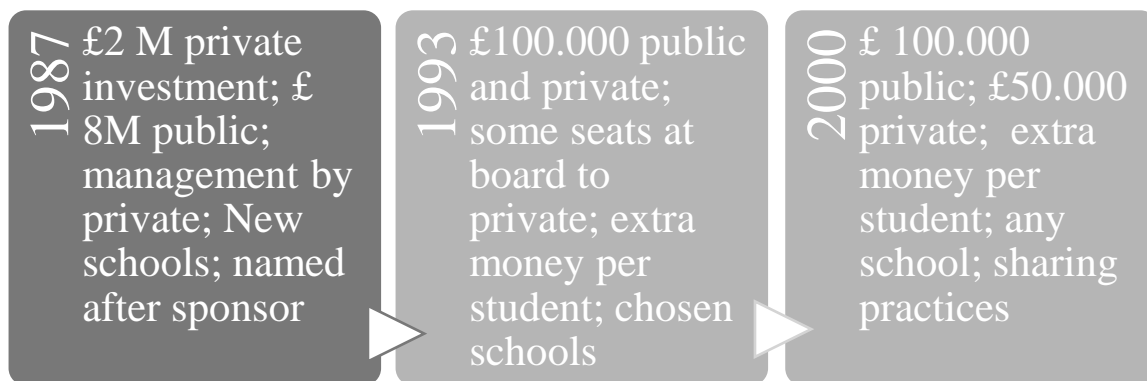 1987
£2 M private
investment; £
8M public;
management by
private; New
schools; named
after sponsor
1993
£100.000 public
and private;
some seats at
board to
private; extra
money per
student; chosen
schools
2000
£ 100.000
public; £50.000
private; extra
money per
student; any
school; sharing
practices